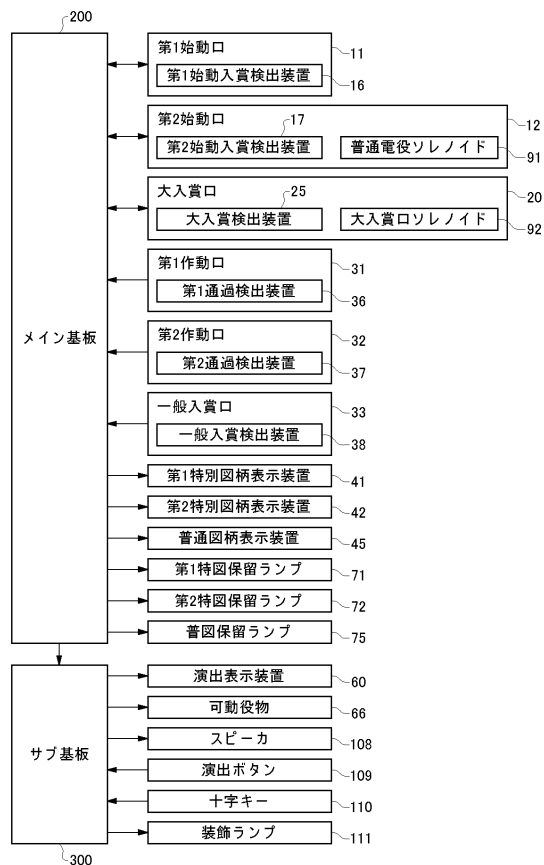 200
メイン基板
第1始動口
11
第1始動入賞検出装置
16
第2始動口
17
12
第2始動入賞検出装置
普通電役ソレノイド
91
大入賞口
25
20
大入賞検出装置
大入賞口ソレノイド
92
第1作動口
31
第1通過検出装置
36
第2作動口
32
第2通過検出装置
37
一般入賞口
33
一般入賞検出装置
38
第1特別図柄表示装置
41
第2特別図柄表示装置
42
普通図柄表示装置
45
第1特図保留ランプ
71
第2特図保留ランプ
72
普図保留ランプ
75
サブ基板
300
演出表示装置
60
可動役物
66
スピーカ
108
演出ボタン
109
十字キー
110
装飾ランプ
111